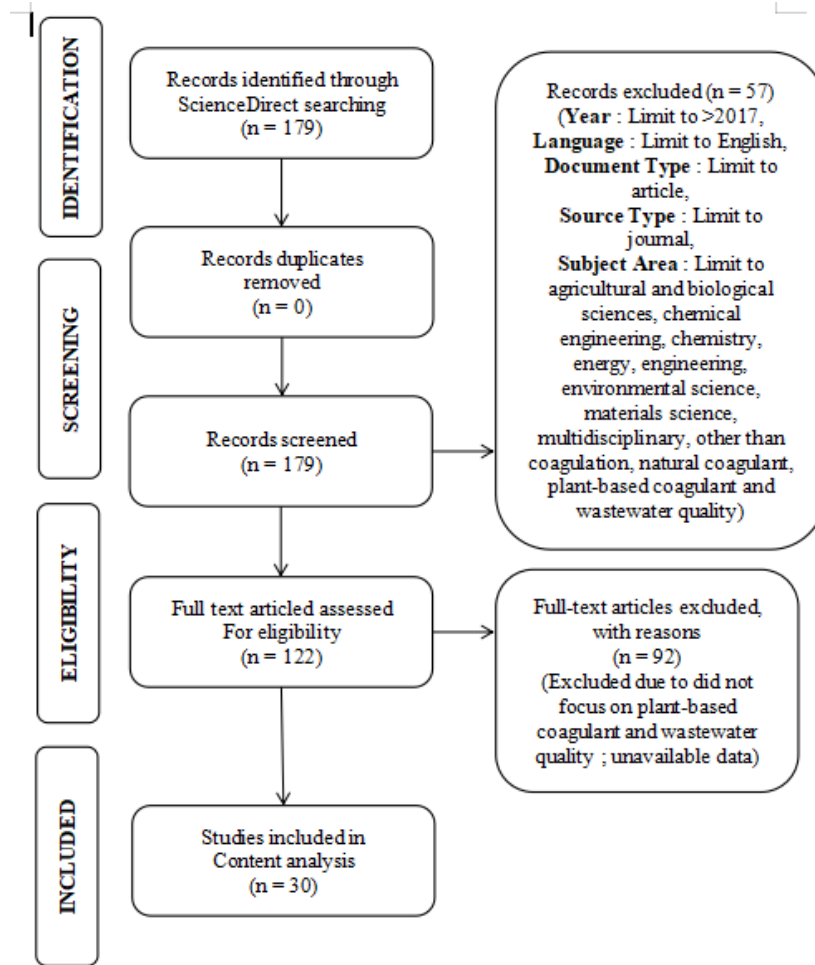 IDENTIFICATION
Records identified through
ScienceDirect searching
(n = 179)
Records excluded (n = 57)
(Year : Limit to >2017,
Language : Limit to English,
Document Type : Limit to
article,
Source Type : Limit to
journal,
Subject Area : Limit to
agricultural and biological
sciences, chemical
engineering, chemistry,
energy, engineering,
environmental science,
materials science,
multidisciplinary, other than
coagulation, natural coagulant,
plant-based coagulant and
wastewater quality)
SCREENING
Records duplicates
removed
(n = 0)
Records screened
(n = 179)
ELIGIBILITY
Full text articled assessed
For eligibility
(n = 122)
Full-text articles excluded,
with reasons
(n = 92)
(Excluded due to did not
focus on plant-based
coagulant and wastewater
quality ; unavailable data)
INCLUDED
Studies included in
Content analysis
(n = 30)